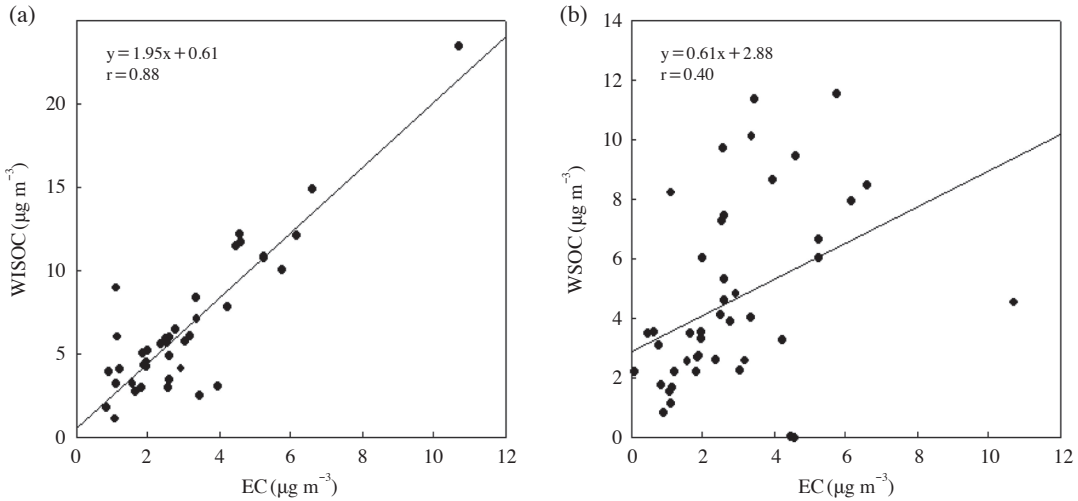 (a)
y=1.95x+0.61
r=0.88
20
15
10
5
0
WISOC (μg m⁻³)
0 2 4 6 8 10 12
EC (μg m⁻³)
(b)
y=0.61x+2.88
r=0.40
14
12
10
8
6
4
2
0
WSOC (μg m⁻³)
0 2 4 6 8 10 12
EC (μg m⁻³)